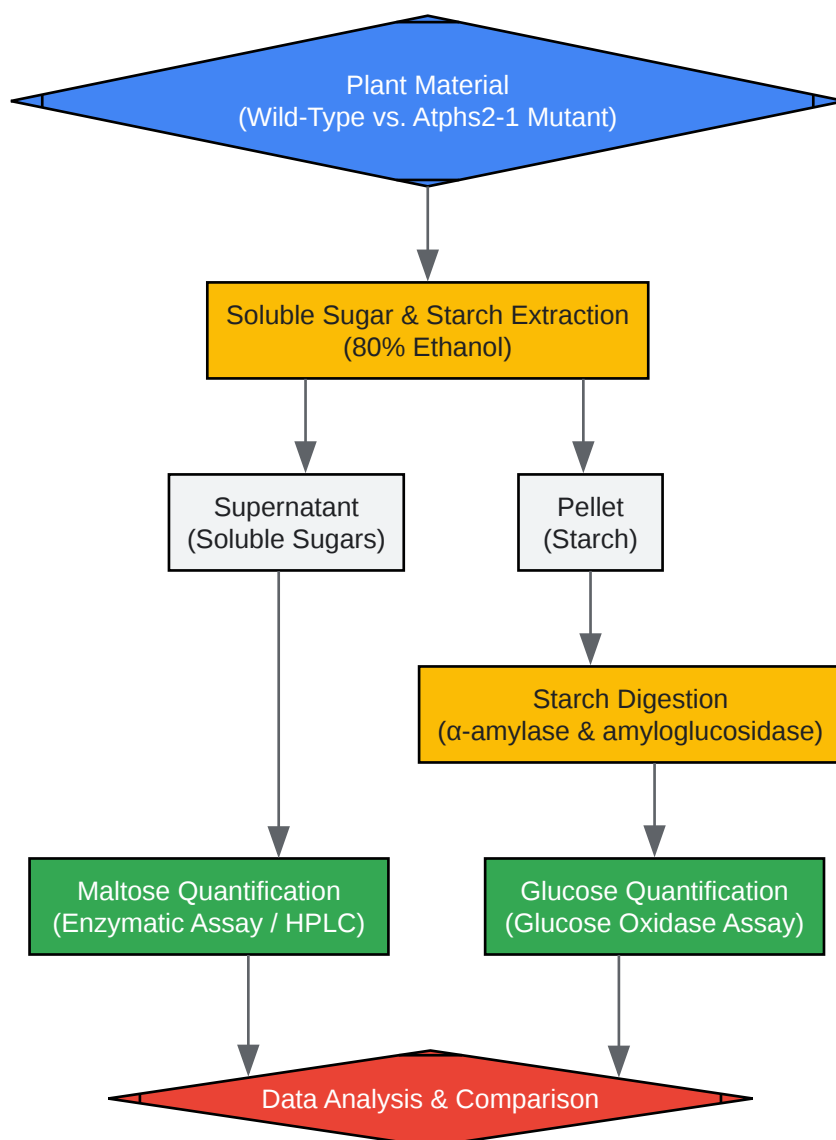 Plant Material
(Wild-Type vs. Atphs2-1 Mutant)
Soluble Sugar & Starch Extraction
(80% Ethanol)
Supernatant
(Soluble Sugars)
Pellet
(Starch)
Starch Digestion
(α-amylase & amyloglucosidase)
Maltose Quantification
(Enzymatic Assay / HPLC)
Glucose Quantification
(Glucose Oxidase Assay)
Data Analysis & Comparison